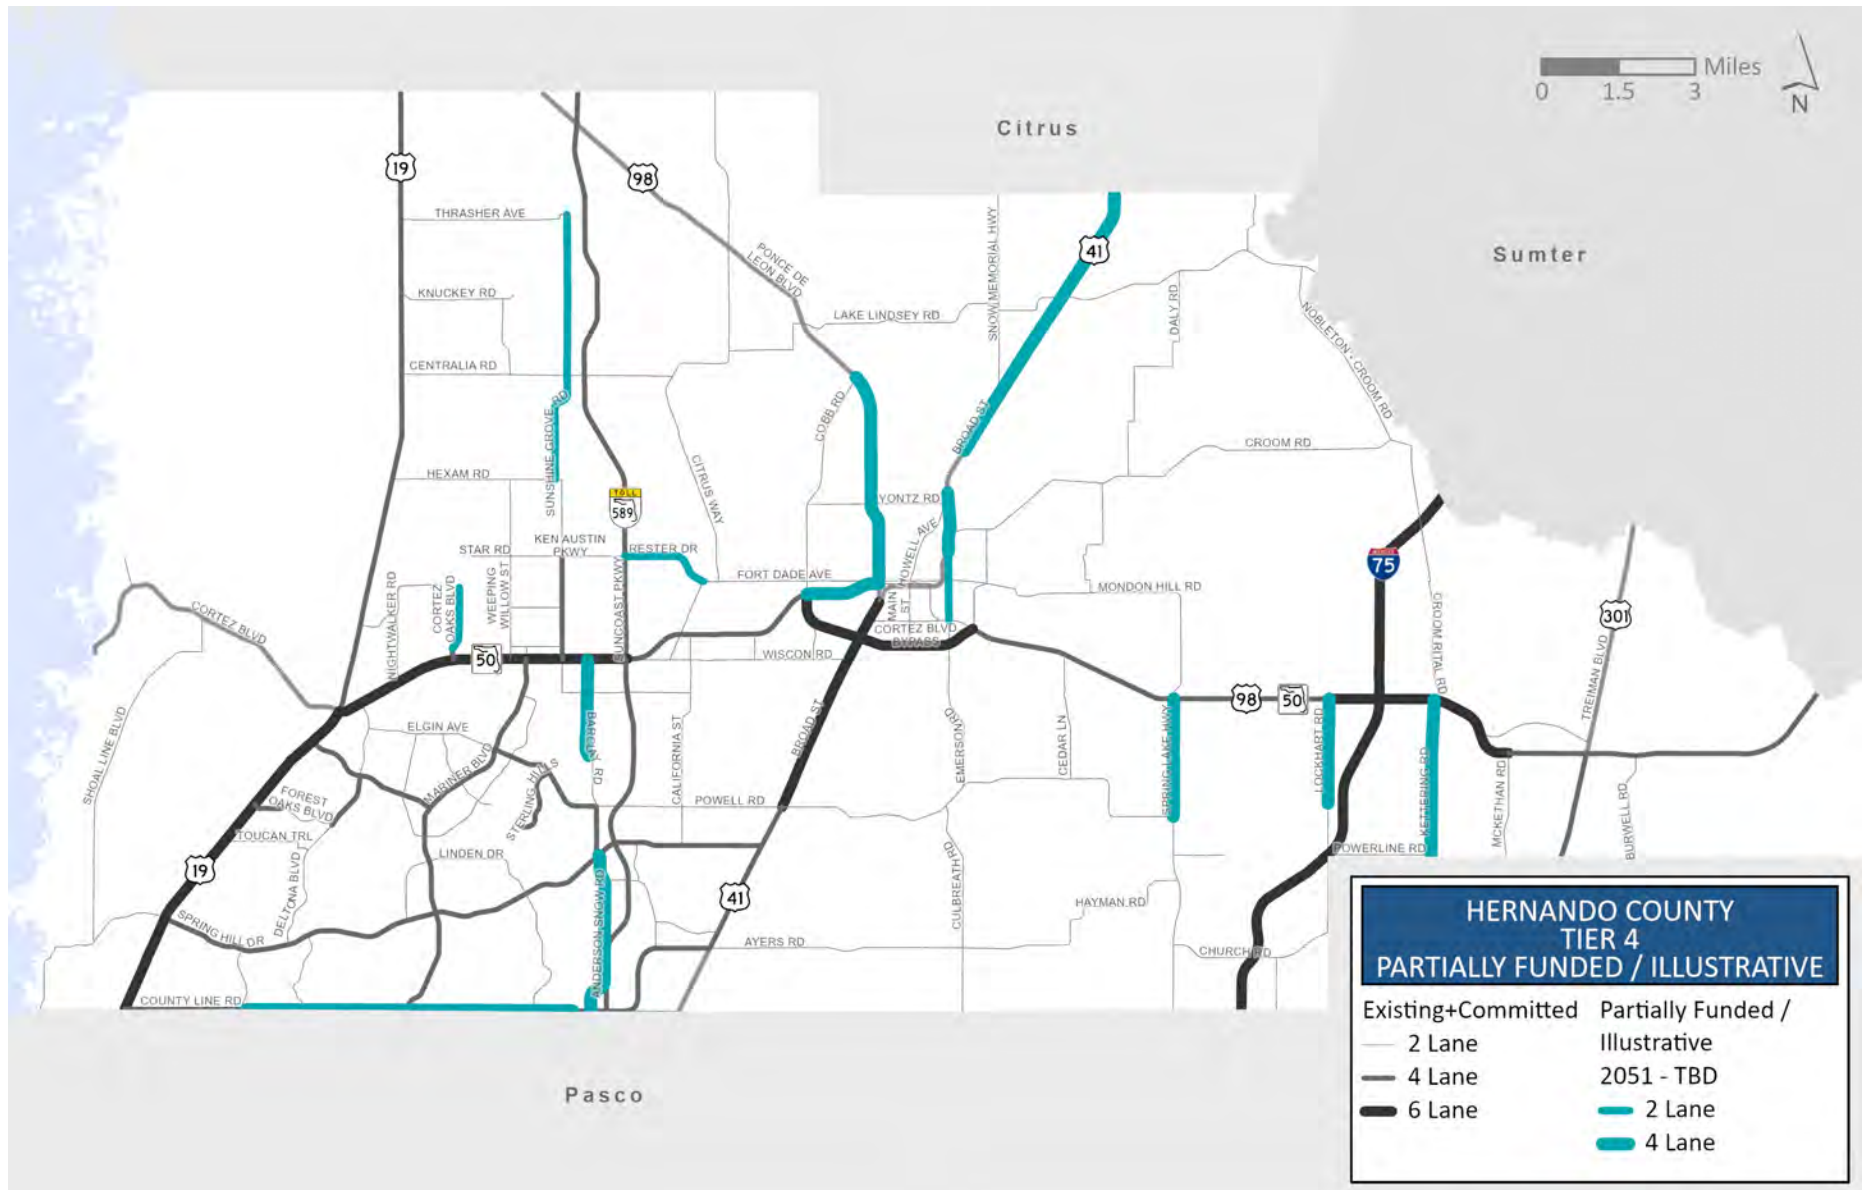 Citrus
Miles
0
1.5
3
N
Sumter
19
98
41
THRASHER AVE
PONCE DE
LEON BLVD
SNOW MEMORIAL HWY
KNUCKEY RD
LAKE LINDSEY RD
DALY RD
NOBLETON - CROOM RD
CENTRALIA RD
SUNSHINE GROVE RD
COBB RD
BROAD ST
CROOM RD
CITRUS WAY
HEXAM RD
TOLL
589
YONTZ RD
HOWELL AVE
KEN AUSTIN
PKWY
STAR RD
RESTER DR
SUNCOAST PKWY
FORT DADE AVE
MONDON HILL RD
75
CROOM RITAL RD
301
TREIMAN BLVD
CORTEZ BLVD
NIGHTWALKER RD
CORTEZ
OAKS BLVD
WEEPING
WILLOW ST
MAIN
ST
CORTEZ BLVD
BYPASS
WISCON RD
50
98
50
SHOAL LINE BLVD
ELGIN AVE
BARCLAY RD
CALIFORNIA ST
BROAD ST
EMERSON RD
CEDAR LN
SPRING LAKE HWY
LOCKHART RD
KETTERING RD
MCKETHAN RD
BURWELL RD
FOREST
OAKS BLVD
MARINER BLVD
STERLING HILLS
POWELL RD
TOUCAN TRL
LINDEN DR
POWERLINE RD
19
DELTONA BLVD
SPRING HILL DR
ANDERSON SNOW RD
41
CULBREATH RD
HAYMAN RD
AYERS RD
CHURCH RD
COUNTY LINE RD
Pasco
HERNANDO COUNTY
TIER 4
PARTIALLY FUNDED / ILLUSTRATIVE
Existing+Committed
2 Lane
4 Lane
6 Lane
Partially Funded /
Illustrative
2051 - TBD
2 Lane
4 Lane